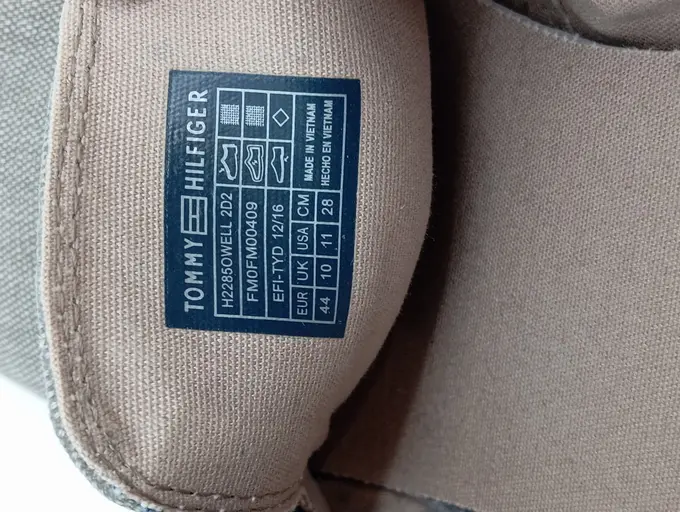 TOMMY HILFIGER
H2285OWELL 2D2
FM0FM00409
EFI-TYD 12/16
EUR UK USA CM
44 10 11 28
MADE IN VIETNAM
HECHO EN VIETNAM